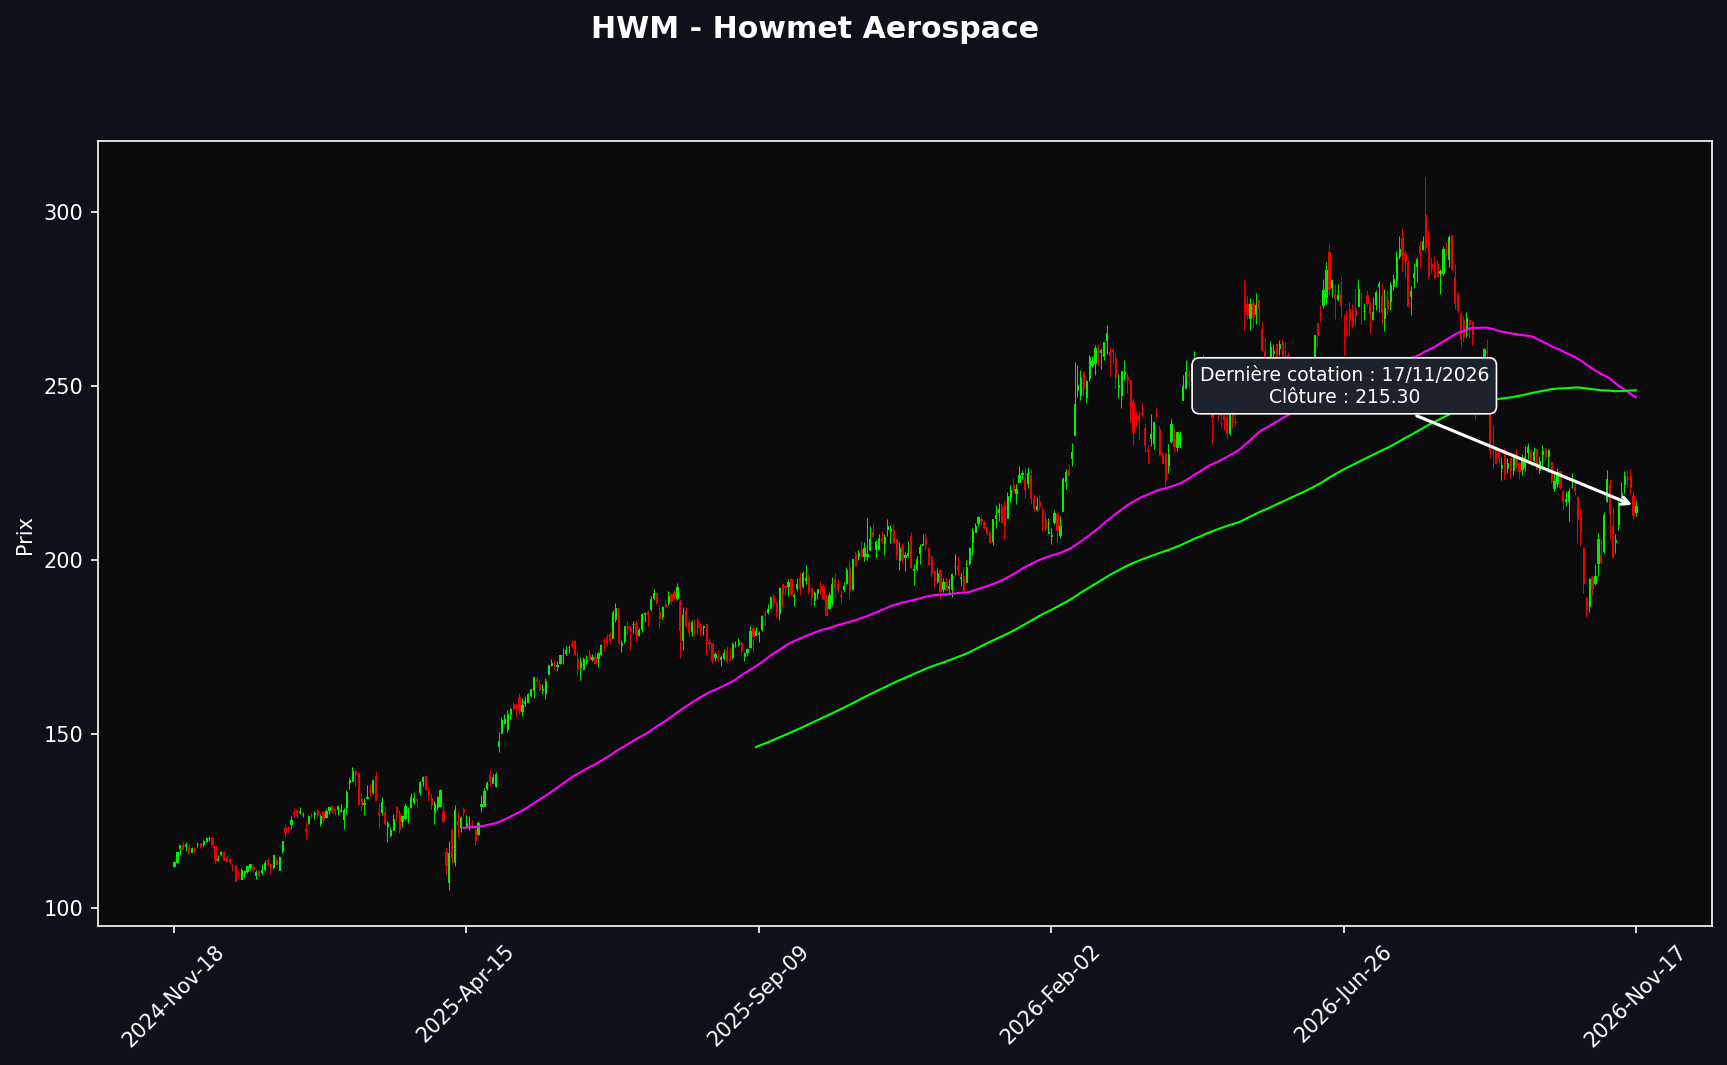 HWM - Howmet Aerospace
Prix
300
250
200
150
100
Dernière cotation : 17/11/2026
Clôture : 215.30
2024-Nov-18
2025-Apr-15
2025-Sep-09
2026-Feb-02
2026-Jun-26
2026-Nov-17